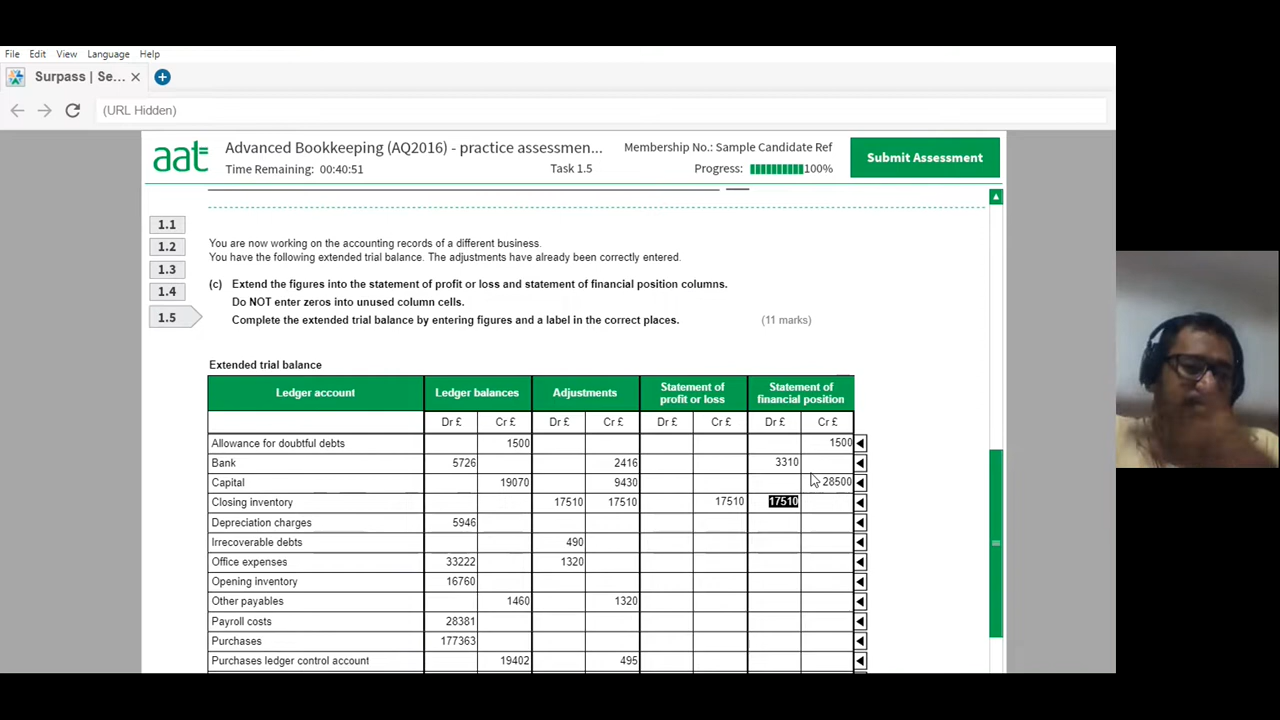 File Edit View Language Help
Surpass | Se...
(URL Hidden)
aat
Advanced Bookkeeping (AQ2016) - practice assessmen...
Membership No.: Sample Candidate Ref
Submit Assessment
Time Remaining: 00:40:51
Task 1.5
Progress: 100%
1.1
1.2
1.3
1.4
1.5
You are now working on the accounting records of a different business.
You have the following extended trial balance. The adjustments have already been correctly entered.
(c) Extend the figures into the statement of profit or loss and statement of financial position columns.
Do NOT enter zeros into unused column cells.
Complete the extended trial balance by entering figures and a label in the correct places. (11 marks)
Extended trial balance
Ledger account Ledger balances Adjustments Statement of profit or loss Statement of financial position
Dr £ Cr £ Dr £ Cr £ Dr £ Cr £ Dr £ Cr £
Allowance for doubtful debts 1500 1500
Bank 5726 2416 3310
Capital 19070 9430 28500
Closing inventory 17510 17510 17510 17510
Depreciation charges 5946
Irrecoverable debts 490
Office expenses 33222 1320
Opening inventory 16760
Other payables 1460 1320
Payroll costs 28381
Purchases 177363
Purchases ledger control account 19402 495